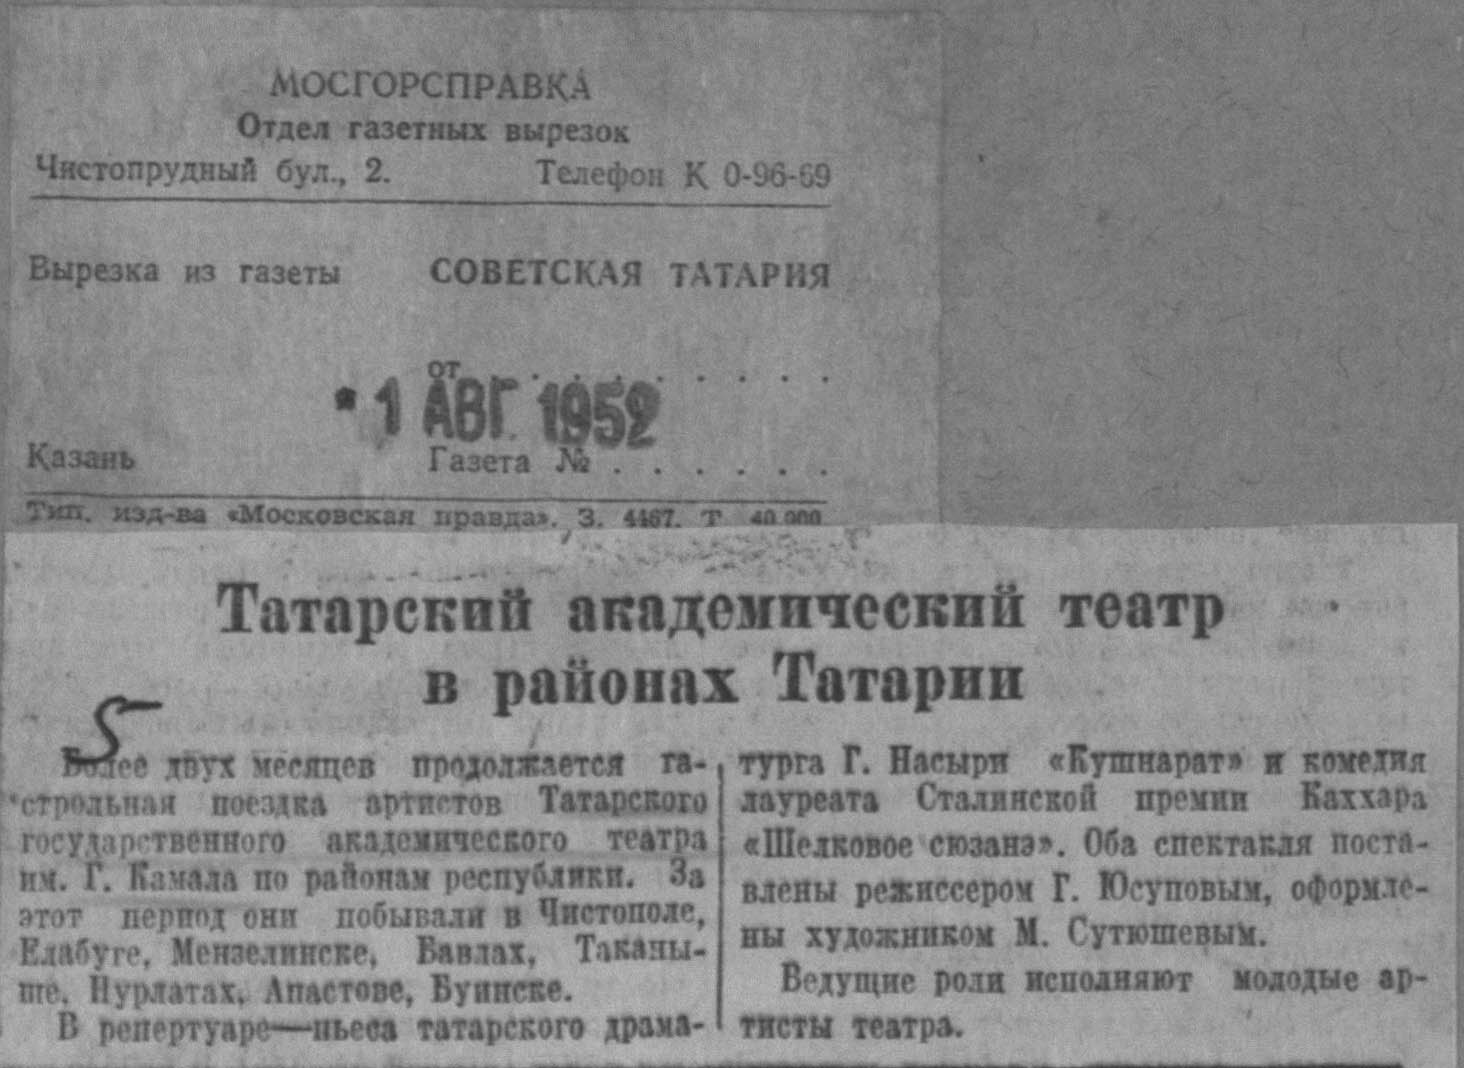 МОСГОРСПРАВКА
Отдел газетных вырезок
Чистопрудный бул., 2. Телефон К 0-96-69
Вырезка из газеты СОВЕТСКАЯ ТАТАРИЯ
от . . . . . . . . .
1 АВГ 1952
Казань Газета № . . . . . .
Тип. изд-ва «Московская правда». З. 4467. Т 40.000
Татарский академический театр
в районах Татарии
5
Более двух месяцев продолжается га-
строльная поездка артистов Татарского
государственного академического театра
им. Г. Камала по районам республики. За
этот период они побывали в Чистополе,
Елабуге, Мензелинске, Бавлах, Таканы-
ше, Нурлатах, Апастове, Буинске.
В репертуаре—пьеса татарского драма-
турга Г. Насыри «Кушнарат» и комедия
лауреата Сталинской премии Каххара
«Шелковое сюзанэ». Оба спектакля поста-
влены режиссером Г. Юсуповым, оформле-
ны художником М. Сутюшевым.
Ведущие роли исполняют молодые ар-
тисты театра.